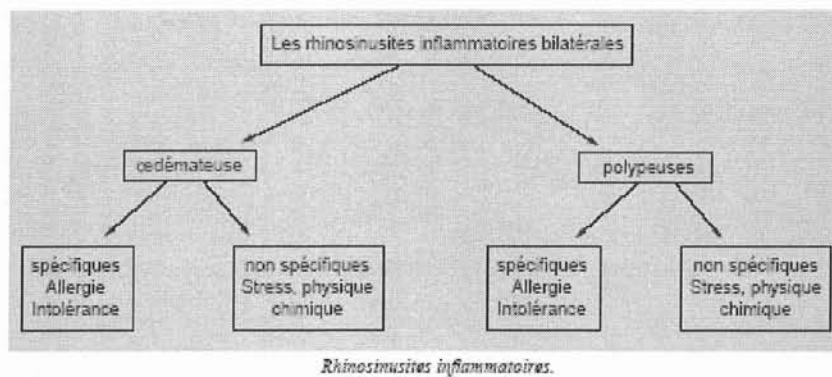 Les rhinosinusites inflammatoires bilatérales
œdémateuse
polypeuses
spécifiques
Allergie
Intolérance
non spécifiques
Stress, physique
chimique
spécifiques
Allergie
Intolérance
non spécifiques
Stress, physique
chimique
Rhinosinusites inflammatoires.